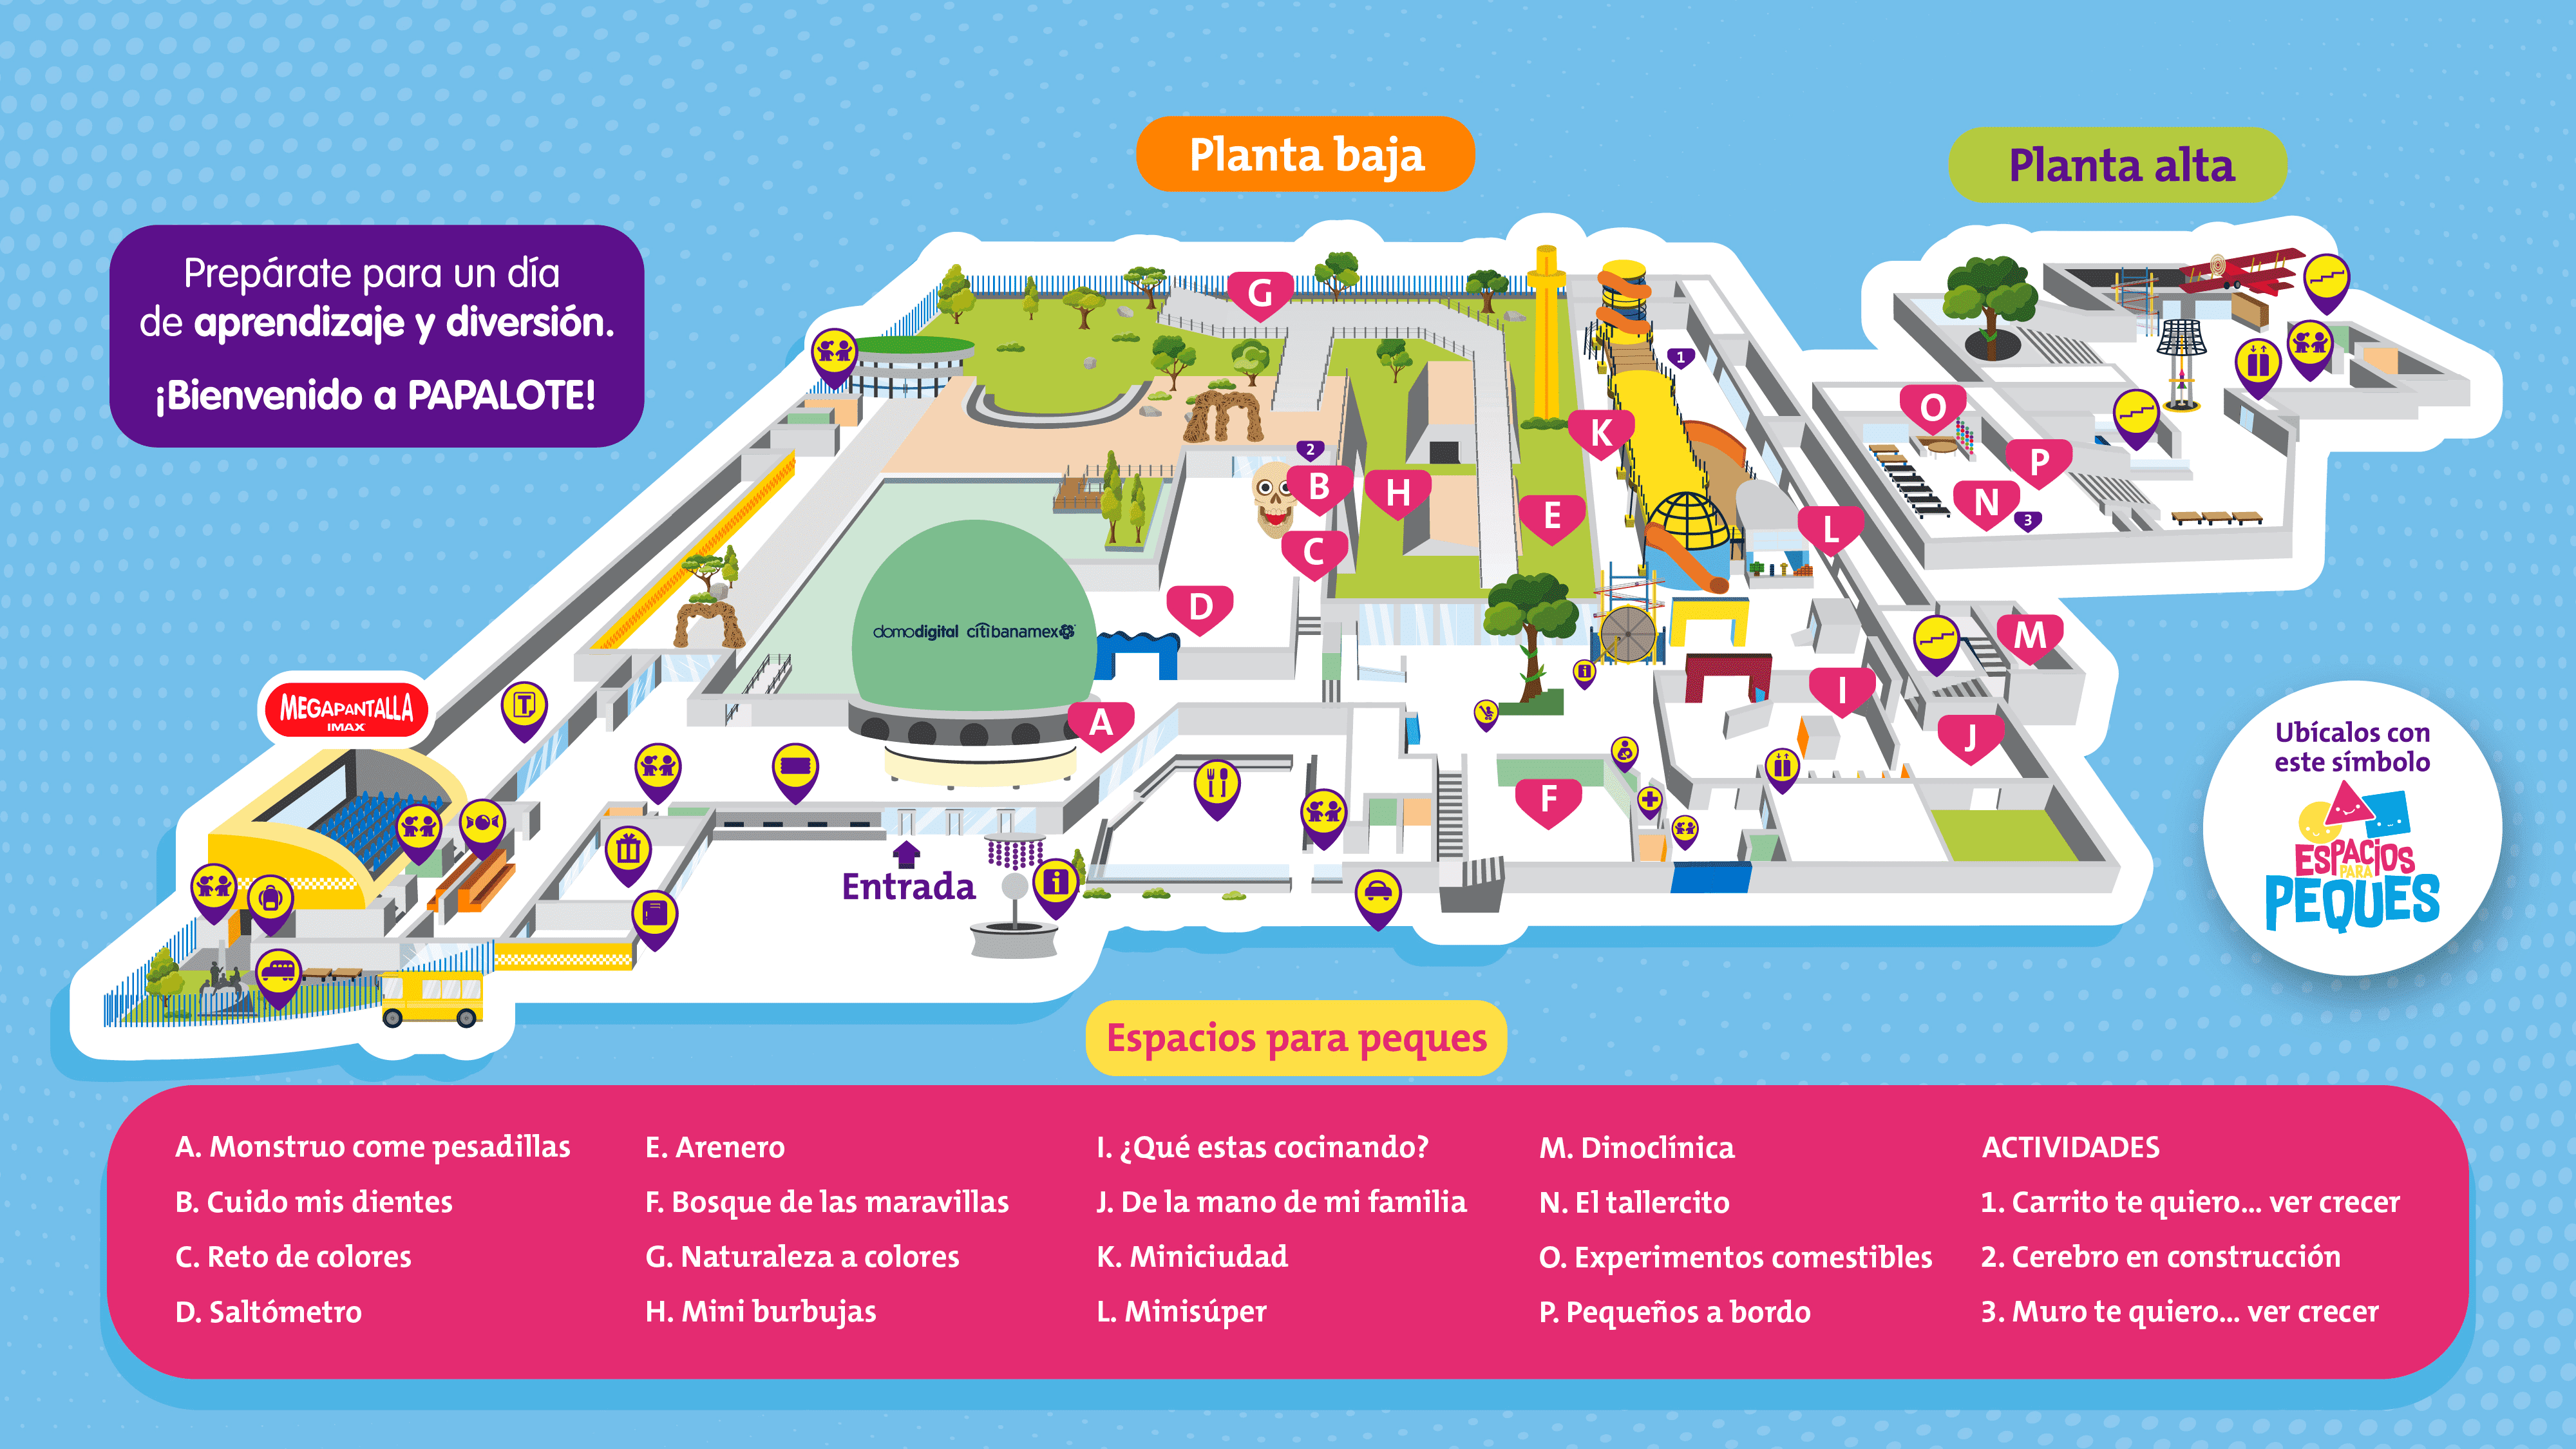 Planta baja
Planta alta
Prepárate para un día
de aprendizaje y diversión.
¡Bienvenido a PAPALOTE!
G
1
O
K
P
2
B
H
N
3
E
L
C
D
domodigital citibanamex
M
I
MEGAPANTALLA
IMAX
T
i
A
J
F
Ubícalos con
este símbolo
ESPACIOS
PARA
PEQUES
Entrada
i
Espacios para peques
A. Monstruo come pesadillas
B. Cuido mis dientes
C. Reto de colores
D. Saltómetro
E. Arenero
F. Bosque de las maravillas
G. Naturaleza a colores
H. Mini burbujas
I. ¿Qué estas cocinando?
J. De la mano de mi familia
K. Miniciudad
L. Minisúper
M. Dinoclínica
N. El tallercito
O. Experimentos comestibles
P. Pequeños a bordo
ACTIVIDADES
1. Carrito te quiero... ver crecer
2. Cerebro en construcción
3. Muro te quiero... ver crecer